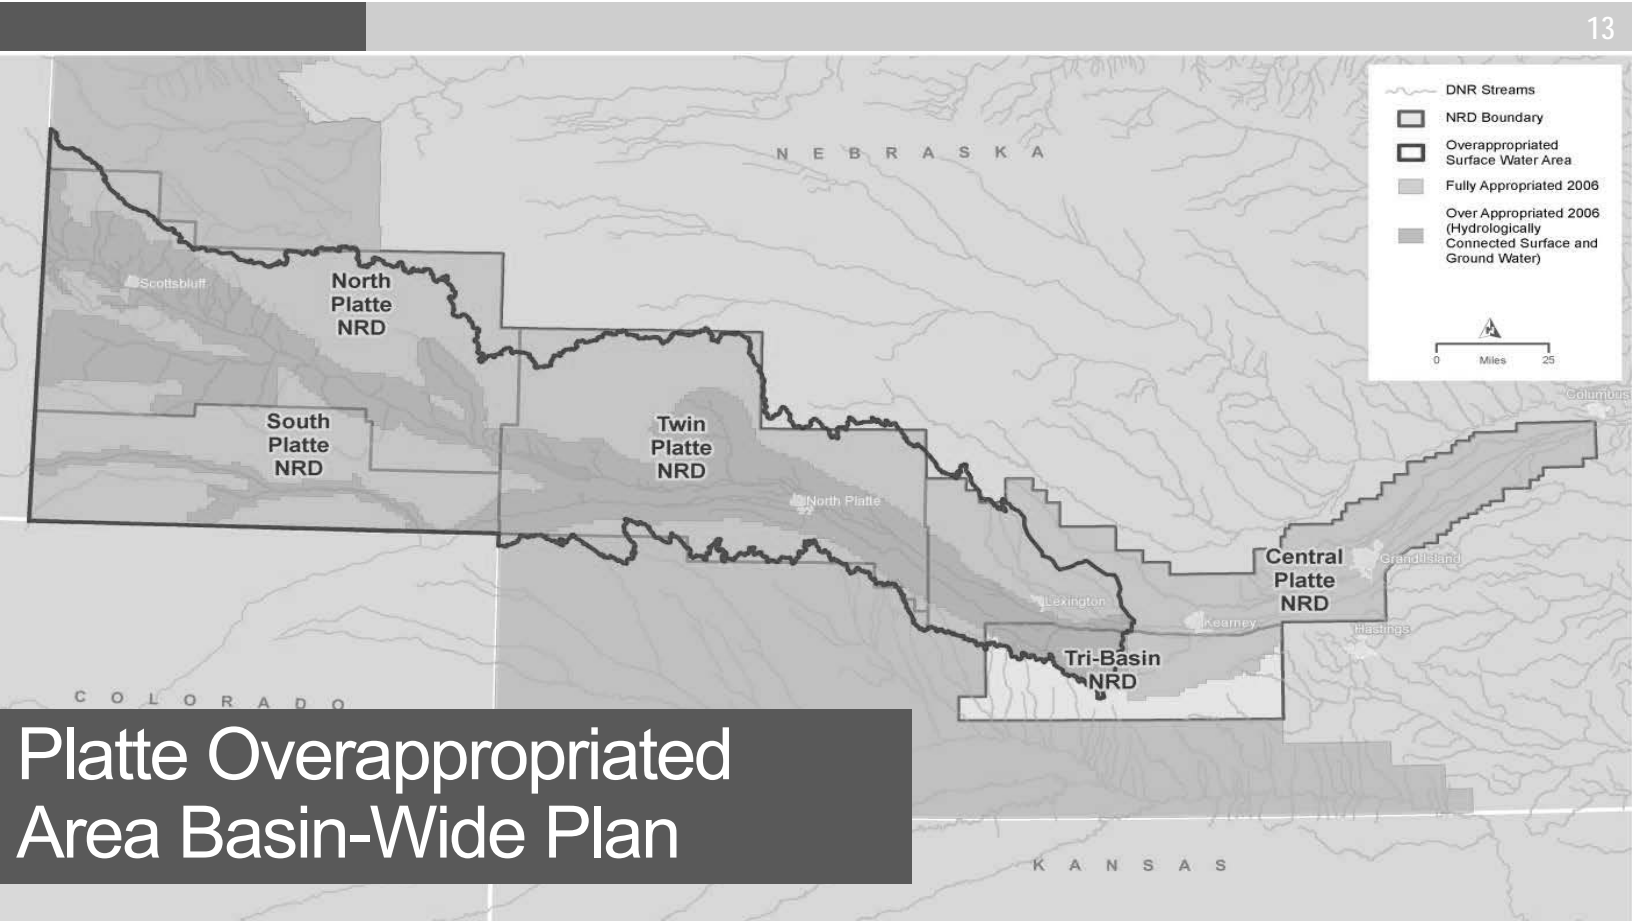 13
DNR Streams
NRD Boundary
Overappropriated
Surface Water Area
Fully Appropriated 2006
Over Appropriated 2006
(Hydrologically
Connected Surface and
Ground Water)
0 Miles 25
N E B R A S K A
Scottsbluff
North
Platte
NRD
Columbus
South
Platte
NRD
Twin
Platte
NRD
North Platte
Central
Platte
NRD
Grand Island
Lexington
Kearney
Hastings
Tri-Basin
NRD
C O L O R A D O
Platte Overappropriated
Area Basin-Wide Plan
K A N S A S